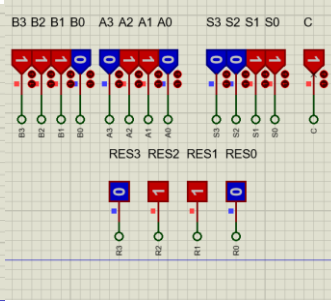 B3 B2 B1 B0 A3 A2 A1 A0 S3 S2 S1 S0 C
1 1 1 0 0 1 1 0 0 0 1 1 1
B3 B2 B1 B0 A3 A2 A1 A0 S3 S2 S1 S0 C
RES3 RES2 RES1 RES0
0 1 1 0
R3 R2 R1 R0